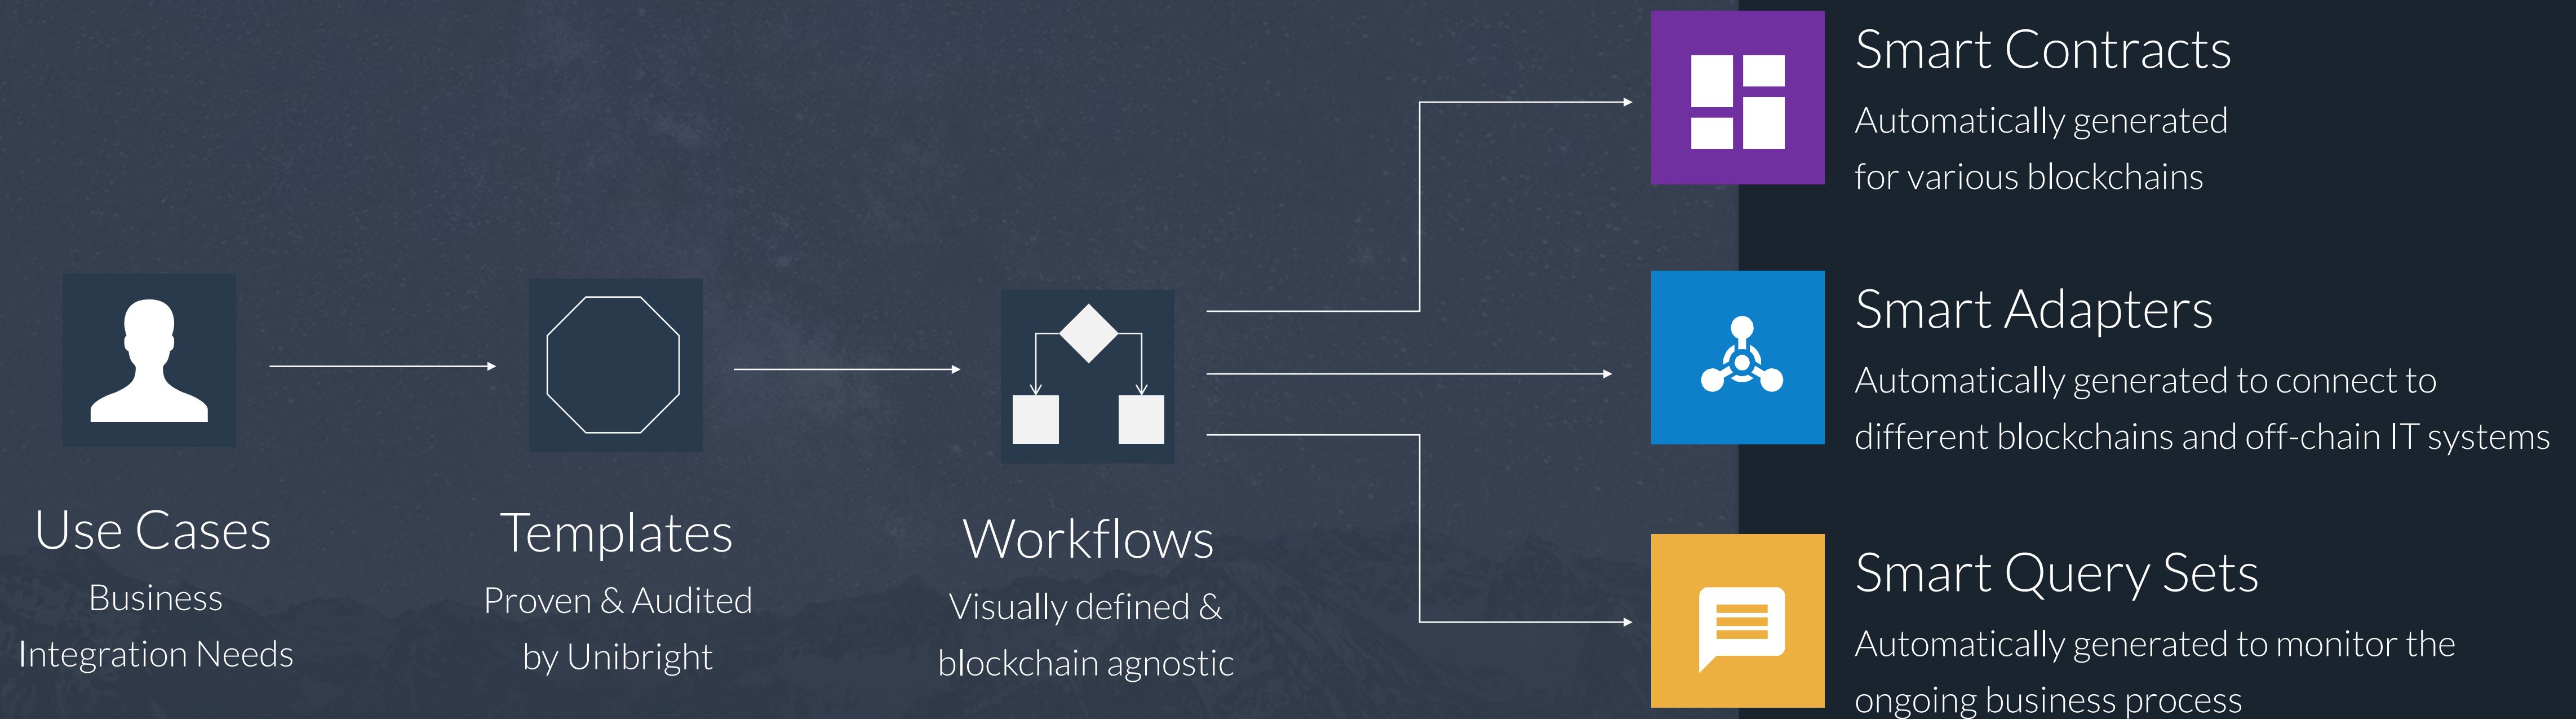 Use Cases
Business
Integration Needs
Templates
Proven & Audited
by Unibright
Workflows
Visually defined &
blockchain agnostic
Smart Contracts
Automatically generated
for various blockchains
Smart Adapters
Automatically generated to connect to
different blockchains and off-chain IT systems
Smart Query Sets
Automatically generated to monitor the
ongoing business process